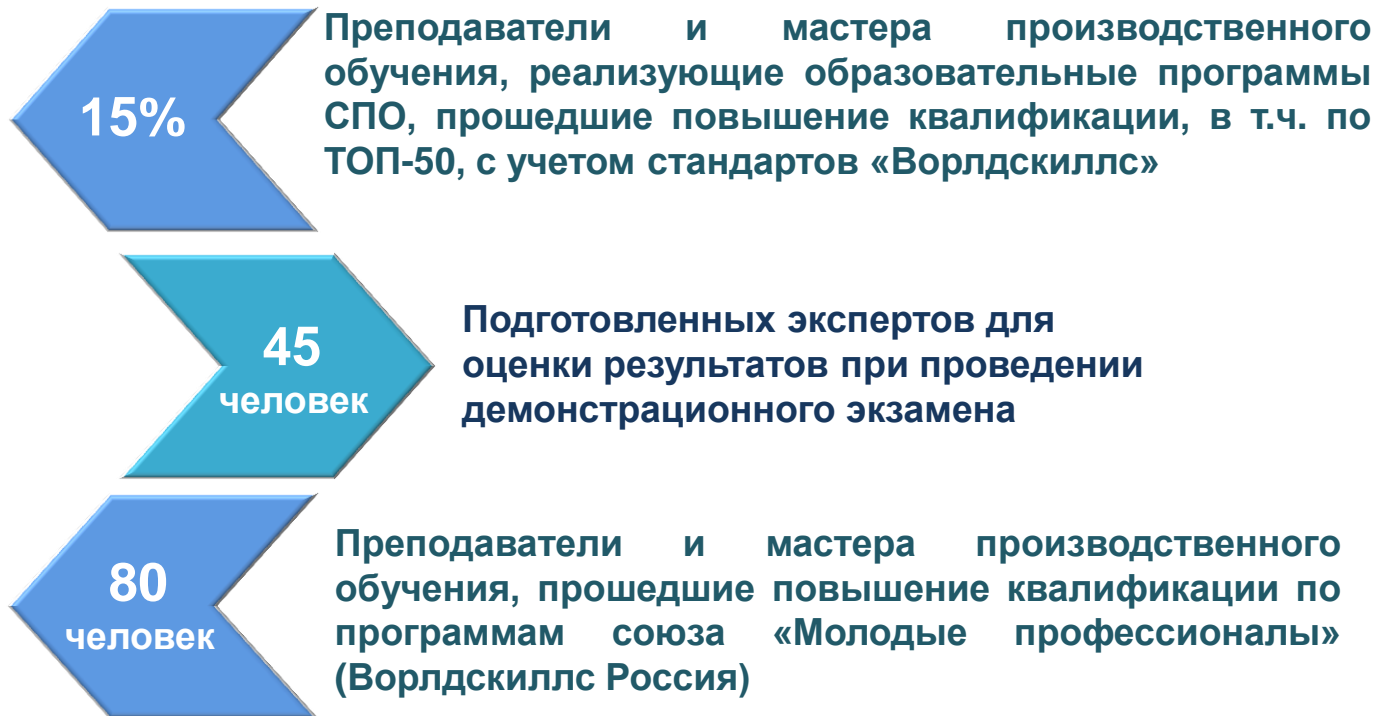 15%
Преподаватели и мастера производственного
обучения, реализующие образовательные программы
СПО, прошедшие повышение квалификации, в т.ч. по
ТОП-50, с учетом стандартов «Ворлдскиллс»
45
человек
Подготовленных экспертов для
оценки результатов при проведении
демонстрационного экзамена
80
человек
Преподаватели и мастера производственного
обучения, прошедшие повышение квалификации по
программам союза «Молодые профессионалы»
(Ворлдскиллс Россия)